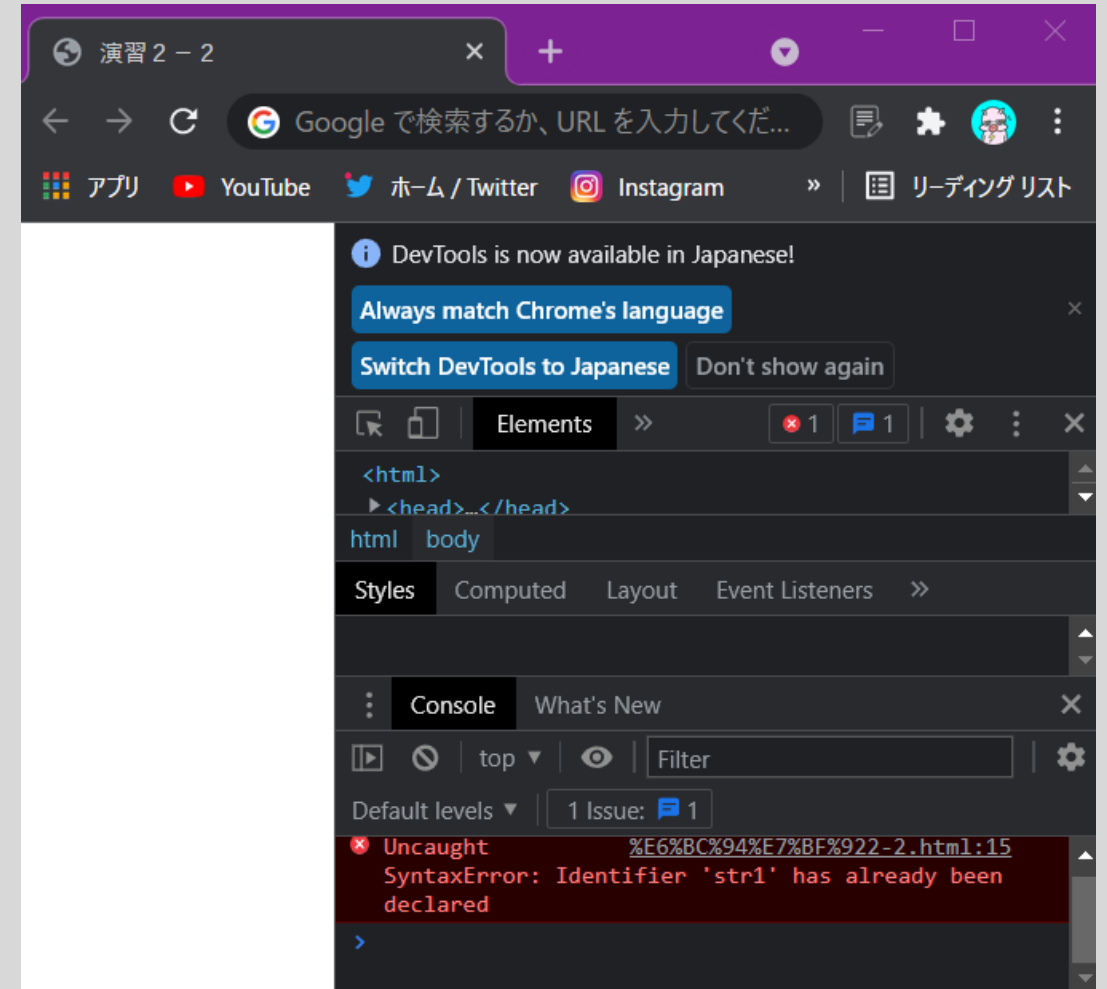 演習２－２
Google で検索するか、URL を入力してくだ...
アプリ YouTube ホーム / Twitter Instagram » リーディング リスト
DevTools is now available in Japanese!
Always match Chrome's language
Switch DevTools to Japanese Don't show again
Elements » 1 1
<html>
<head>…</head>
html body
Styles Computed Layout Event Listeners »
Console What's New
top ▼ Filter
Default levels ▼ 1 Issue: 1
Uncaught %E6%BC%94%E7%BF%922-2.html:15
SyntaxError: Identifier 'str1' has already been
declared
>